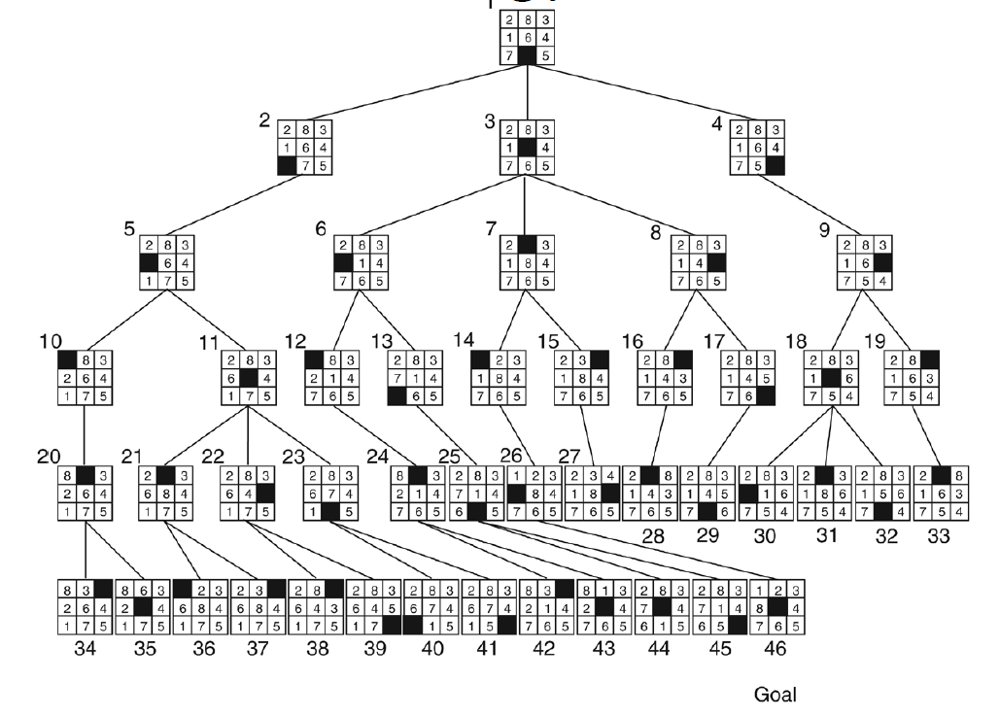 2 8 3
1 6 4
7 5
2 3 4
2 8 3 2 8 3 2 8 3
1 6 4 1 4 1 6 4
7 5 7 6 5 7 5
5 6 7 8 9
2 8 3 2 8 3 2 3 2 8 3 2 8 3
6 4 1 4 1 8 4 1 4 1 6
1 7 5 7 6 5 7 6 5 7 6 5 7 5 4
10 11 12 13 14 15 16 17 18 19
8 3 2 8 3 8 3 2 8 3 2 3 2 3 2 8 2 8 3 2 8 3 2 8
2 6 4 6 4 2 1 4 7 1 4 1 8 4 1 8 4 1 4 3 1 4 5 1 6 1 6 3
1 7 5 1 7 5 7 6 5 6 5 7 6 5 7 6 5 7 6 5 7 6 7 5 4 7 5 4
20 21 22 23 24 25 26 27
8 3 2 3 2 8 3 2 8 3 8 3 2 8 3 1 2 3 2 3 4 2 8 2 8 3 2 8 3 2 3 2 8 3 2 8
2 6 4 6 8 4 6 4 6 7 4 2 1 4 7 1 4 8 4 1 8 1 4 3 1 4 5 1 6 1 8 6 1 5 6 1 6 3
1 7 5 1 7 5 1 7 5 1 5 7 6 5 6 5 7 6 5 7 6 5 7 6 5 7 6 7 5 4 7 5 4 7 4 7 5 4
28 29 30 31 32 33
8 3 8 6 3 2 3 2 3 2 8 2 8 3 2 8 3 2 8 3 8 3 8 1 3 2 8 3 2 8 3 1 2 3
2 6 4 2 4 6 8 4 6 8 4 6 4 3 6 4 5 6 7 4 6 7 4 2 1 4 2 4 7 4 7 1 4 8 4
1 7 5 1 7 5 1 7 5 1 7 5 1 7 5 1 7 1 5 1 5 7 6 5 7 6 5 6 1 5 6 5 7 6 5
34 35 36 37 38 39 40 41 42 43 44 45 46
Goal